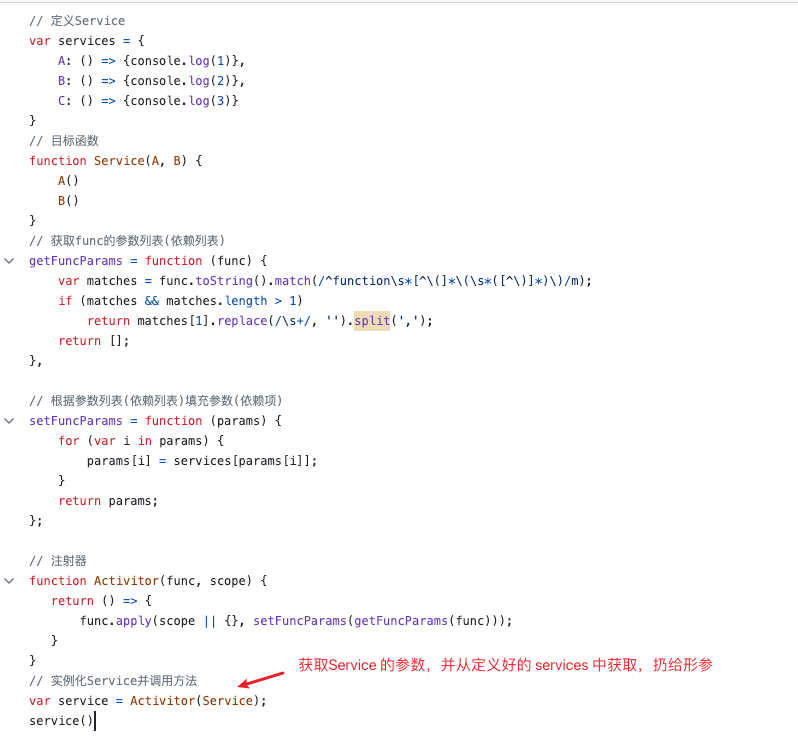 // 定义Service
var services = {
    A: () => {console.log(1)},
    B: () => {console.log(2)},
    C: () => {console.log(3)}
}
// 目标函数
function Service(A, B) {
    A()
    B()
}
// 获取func的参数列表(依赖列表)
getFuncParams = function (func) {
    var matches = func.toString().match(/^function\s*[^\(]*\(\s*([^\)]*)\)/m);
    if (matches && matches.length > 1)
        return matches[1].replace(/\s+/, '').split(',');
    return [];
},
// 根据参数列表(依赖列表)填充参数(依赖项)
setFuncParams = function (params) {
    for (var i in params) {
        params[i] = services[params[i]];
    }
    return params;
};
// 注射器
function Activitor(func, scope) {
   return () => {
       func.apply(scope || {}, setFuncParams(getFuncParams(func)));
   }
}
获取Service 的参数，并从定义好的 services 中获取，扔给形参
// 实例化Service并调用方法
var service = Activitor(Service);
service()